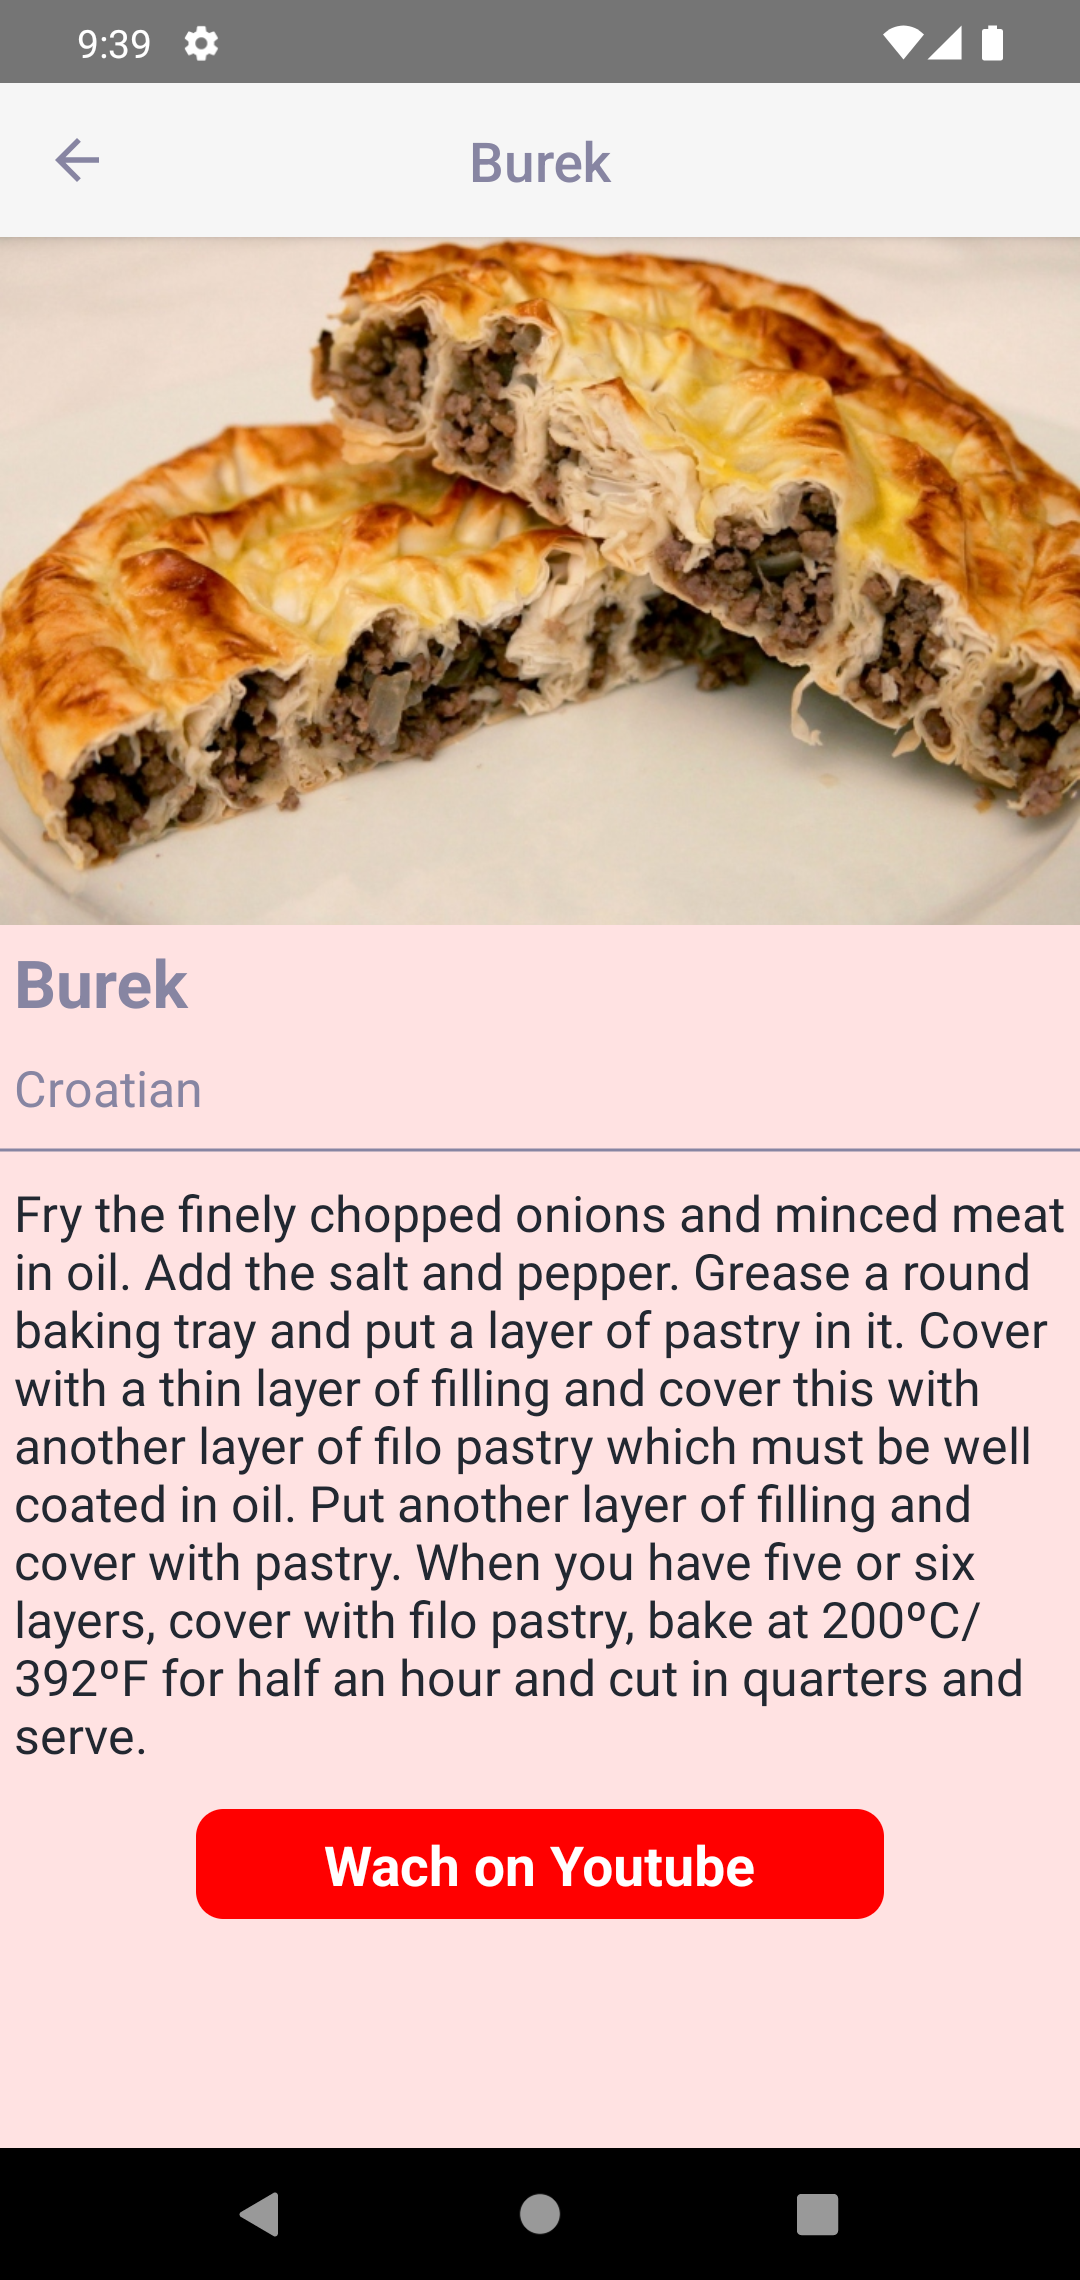 9:39
Burek
Burek
Croatian
Fry the finely chopped onions and minced meat
in oil. Add the salt and pepper. Grease a round
baking tray and put a layer of pastry in it. Cover
with a thin layer of filling and cover this with
another layer of filo pastry which must be well
coated in oil. Put another layer of filling and
cover with pastry. When you have five or six
layers, cover with filo pastry, bake at 200ºC/
392ºF for half an hour and cut in quarters and
serve.
Wach on Youtube